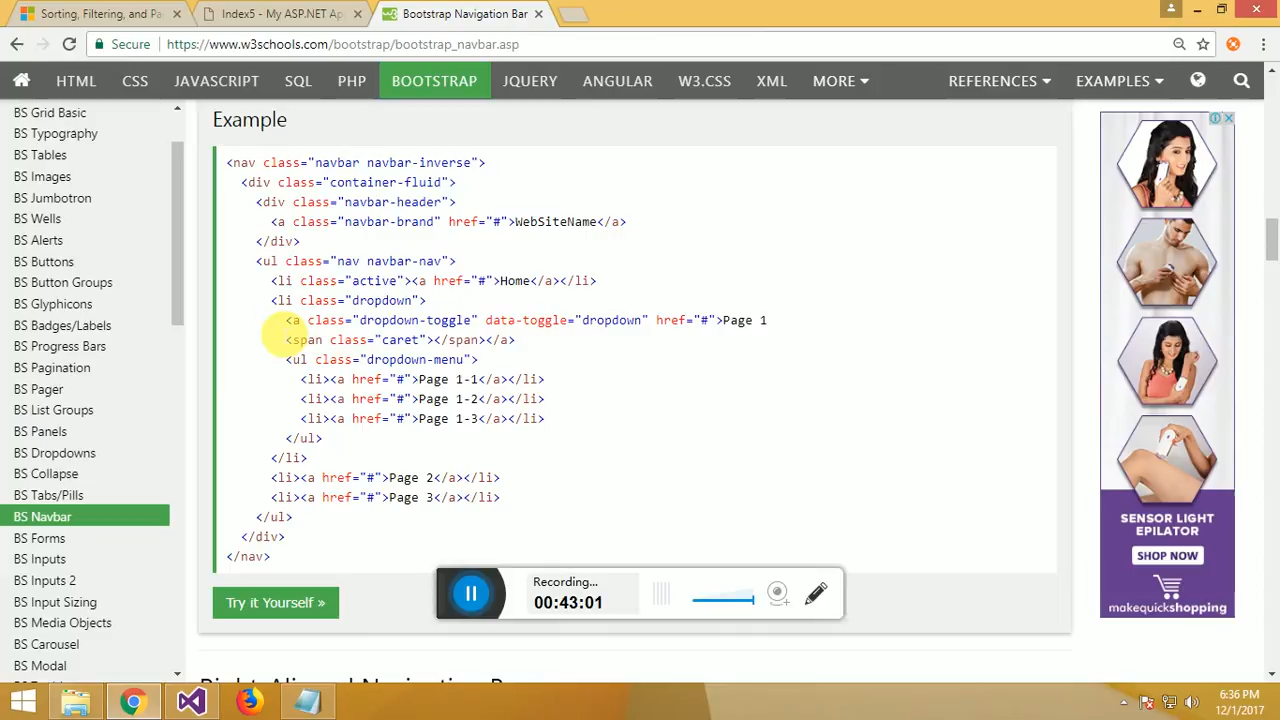 Sorting, Filtering, and Pa
Index5 - My ASP.NET Ap
Bootstrap Navigation Bar
Secure
https://www.w3schools.com/bootstrap/bootstrap_navbar.asp
HTML CSS JAVASCRIPT SQL PHP BOOTSTRAP JQUERY ANGULAR W3.CSS XML MORE REFERENCES EXAMPLES
BS Grid Basic
BS Typography
BS Tables
BS Images
BS Jumbotron
BS Wells
BS Alerts
BS Buttons
BS Button Groups
BS Glyphicons
BS Badges/Labels
BS Progress Bars
BS Pagination
BS Pager
BS List Groups
BS Panels
BS Dropdowns
BS Collapse
BS Tabs/Pills
BS Navbar
BS Forms
BS Inputs
BS Inputs 2
BS Input Sizing
BS Media Objects
BS Carousel
BS Modal
Example
<nav class="navbar navbar-inverse">
<div class="container-fluid">
<div class="navbar-header">
<a class="navbar-brand" href="#">WebSiteName</a>
</div>
<ul class="nav navbar-nav">
<li class="active"><a href="#">Home</a></li>
<li class="dropdown">
<a class="dropdown-toggle" data-toggle="dropdown" href="#">Page 1
<span class="caret"></span></a>
<ul class="dropdown-menu">
<li><a href="#">Page 1-1</a></li>
<li><a href="#">Page 1-2</a></li>
<li><a href="#">Page 1-3</a></li>
</ul>
</li>
<li><a href="#">Page 2</a></li>
<li><a href="#">Page 3</a></li>
</ul>
</div>
</nav>
Try it Yourself »
Recording...
00:43:01
SENSOR LIGHT
EPILATOR
SHOP NOW
makequickshopping
6:36 PM
12/1/2017